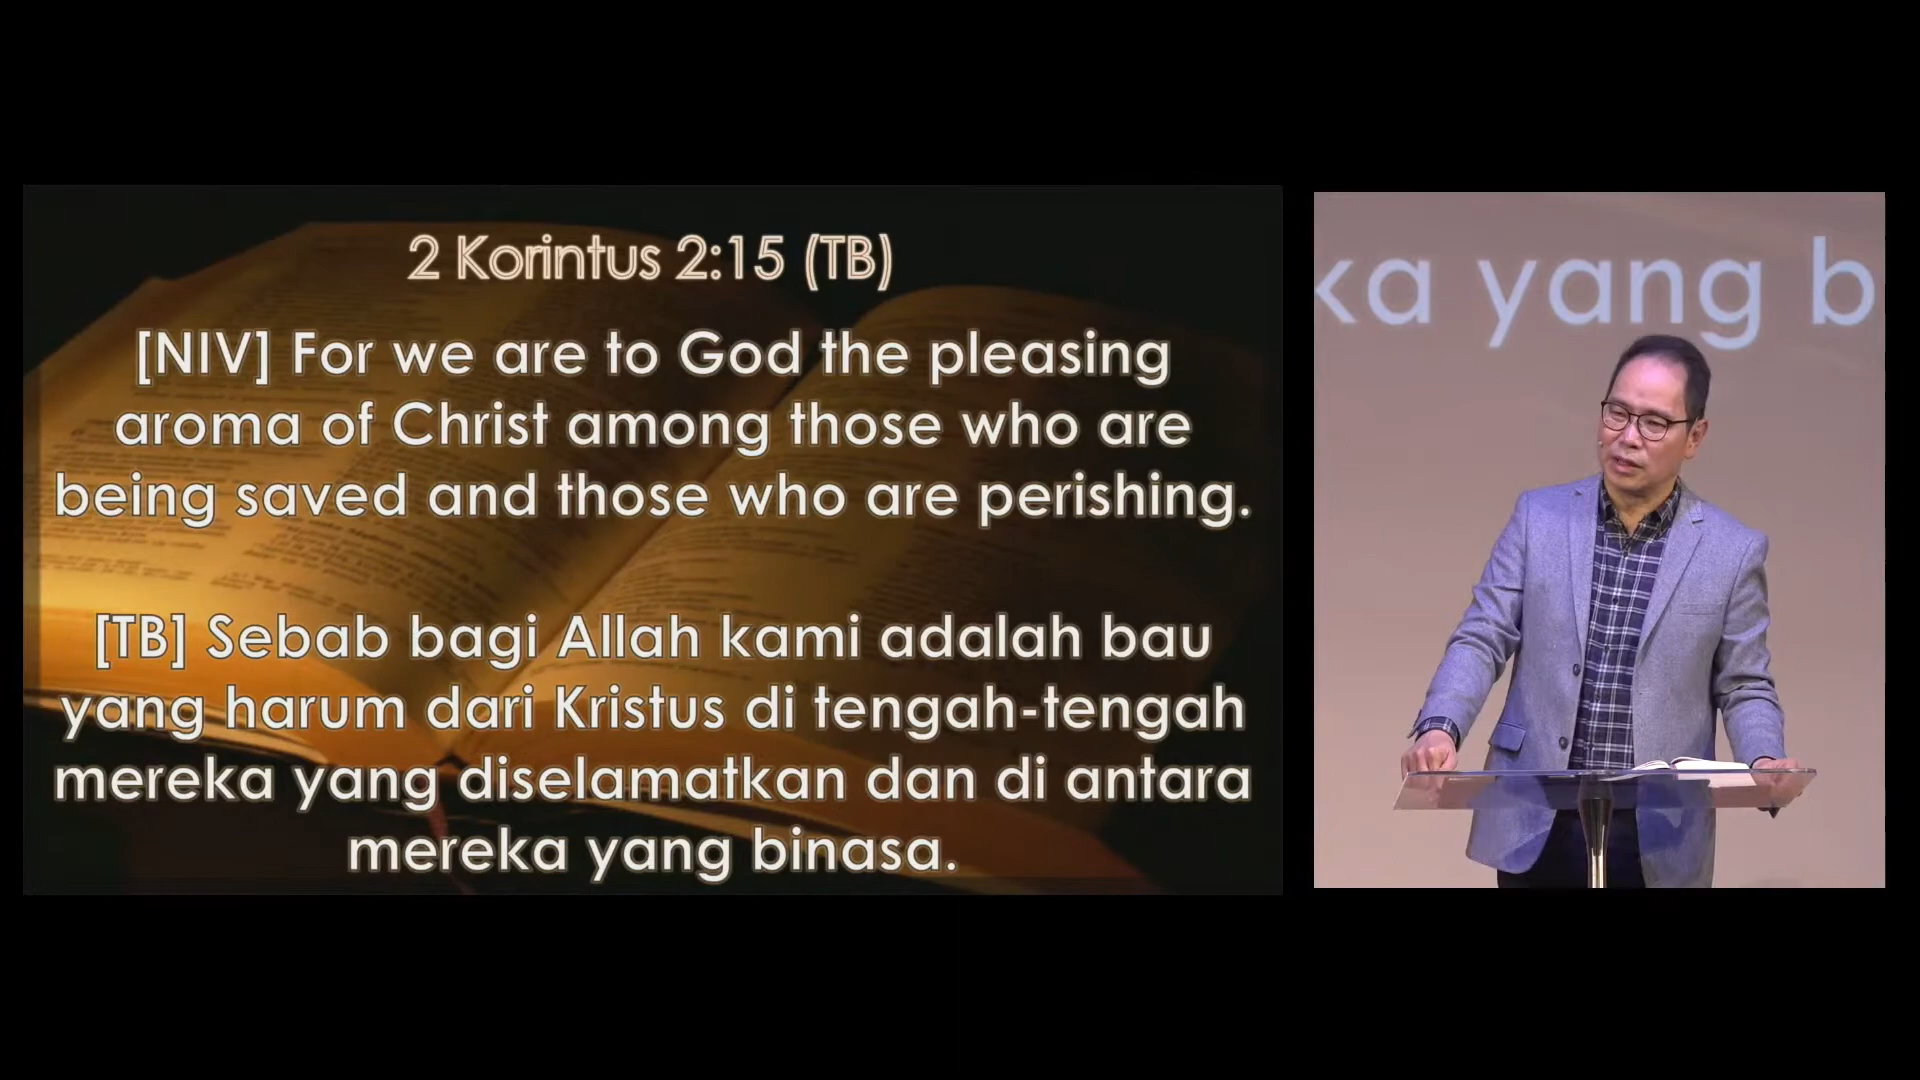 2 Korintus 2:15 (TB)
[NIV] For we are to God the pleasing
aroma of Christ among those who are
being saved and those who are perishing.
[TB] Sebab bagi Allah kami adalah bau
yang harum dari Kristus di tengah-tengah
mereka yang diselamatkan dan di antara
mereka yang binasa.
ka yang b